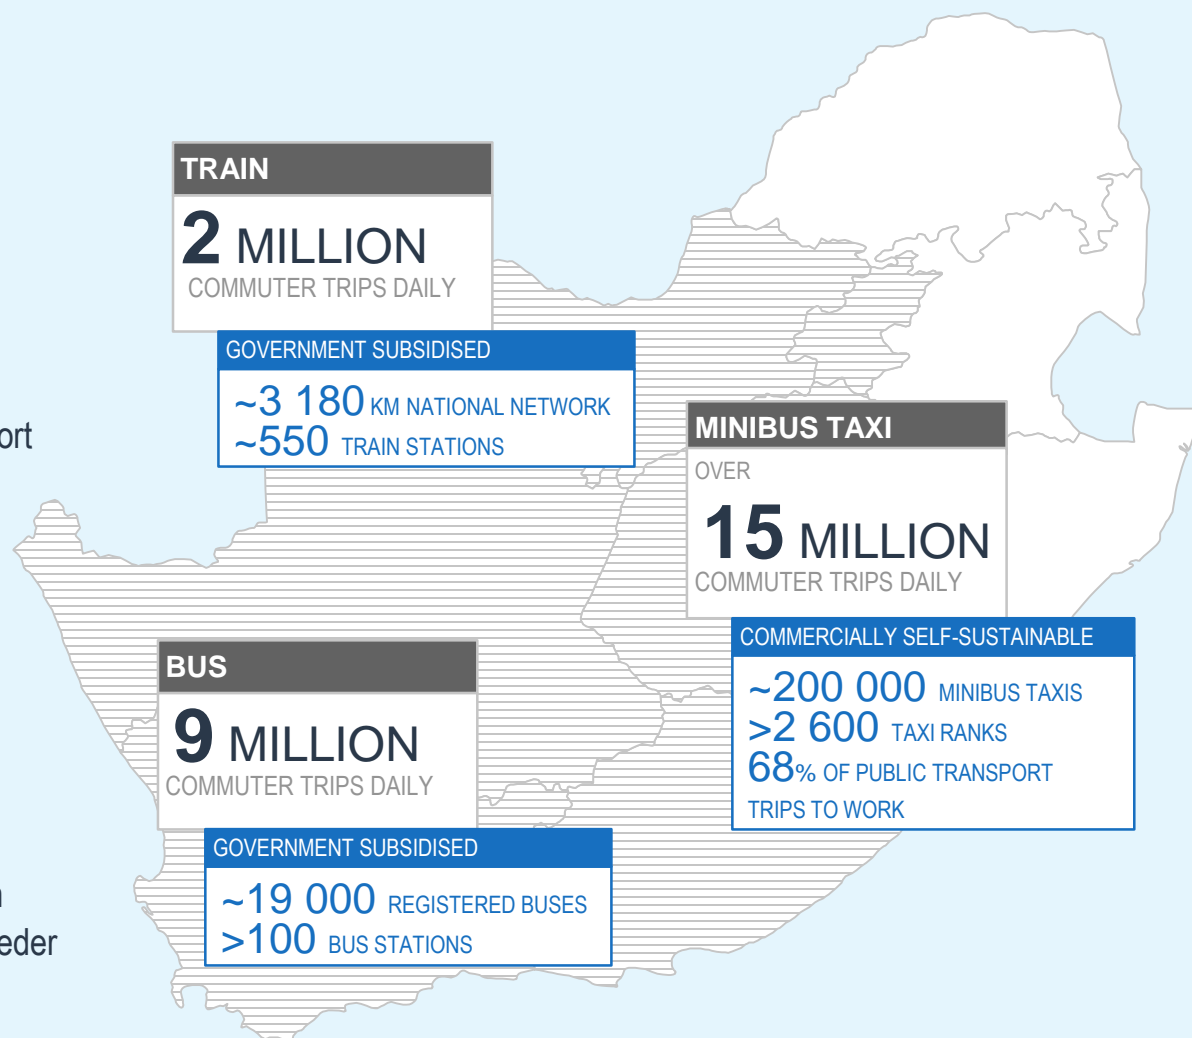 TRAIN
2 MILLION
COMMUTER TRIPS DAILY
GOVERNMENT SUBSIDISED
~3 180 KM NATIONAL NETWORK
~550 TRAIN STATIONS
MINIBUS TAXI
OVER
15 MILLION
COMMUTER TRIPS DAILY
COMMERCIALLY SELF-SUSTAINABLE
~200 000 MINIBUS TAXIS
>2 600 TAXI RANKS
68% OF PUBLIC TRANSPORT
TRIPS TO WORK
BUS
9 MILLION
COMMUTER TRIPS DAILY
GOVERNMENT SUBSIDISED
~19 000 REGISTERED BUSES
>100 BUS STATIONS